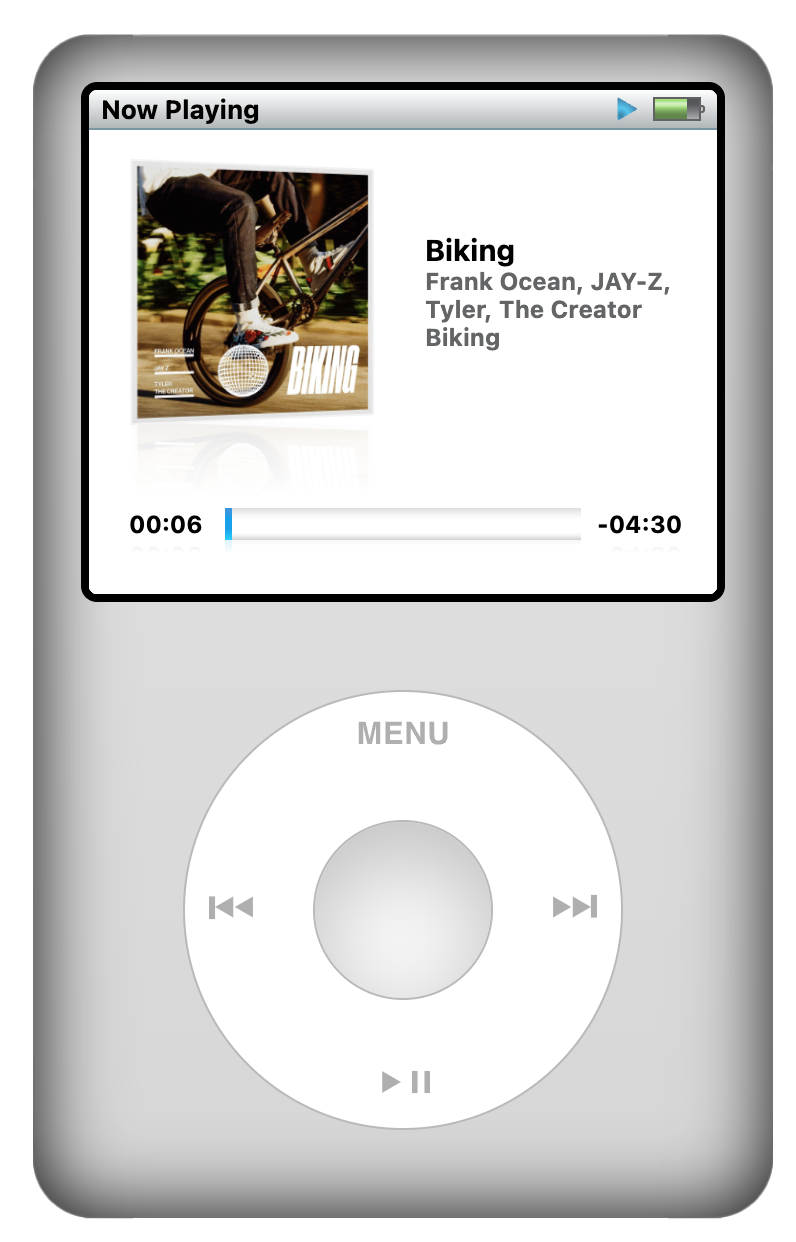 Now Playing
Biking
Frank Ocean, JAY-Z,
Tyler, The Creator
Biking
FRANK OCEAN
JAY Z
TYLER
THE CREATOR
BIKING
00:06
-04:30
MENU